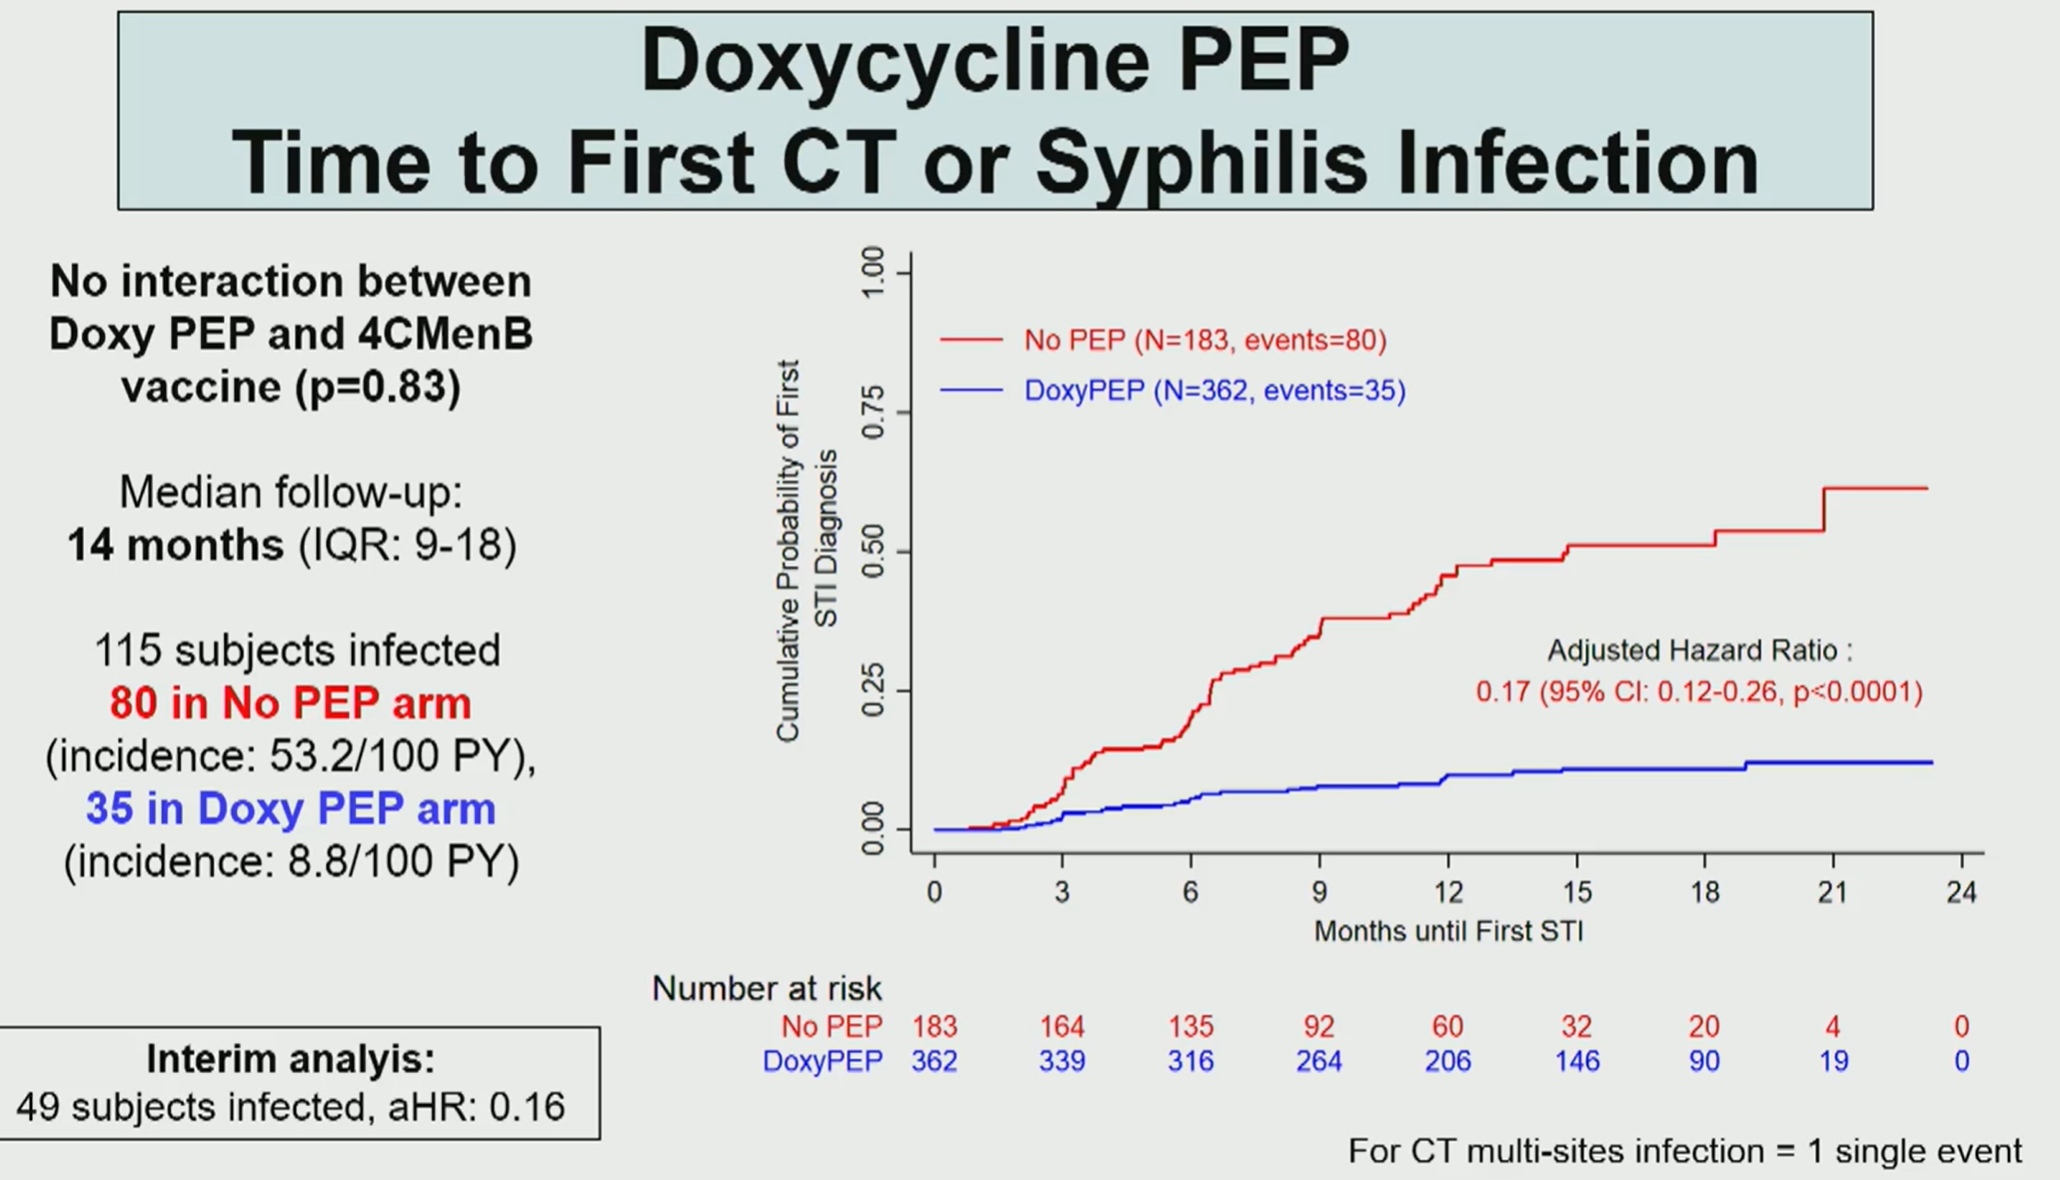 Doxycycline PEP
Time to First CT or Syphilis Infection
No interaction between
Doxy PEP and 4CMenB
vaccine (p=0.83)
Median follow-up:
14 months (IQR: 9-18)
115 subjects infected
80 in No PEP arm
(incidence: 53.2/100 PY),
35 in Doxy PEP arm
(incidence: 8.8/100 PY)
Interim analyis:
49 subjects infected, aHR: 0.16
Cumulative Probability of First
STI Diagnosis
1.00
0.75
0.50
0.25
0.00
No PEP (N=183, events=80)
DoxyPEP (N=362, events=35)
Adjusted Hazard Ratio :
0.17 (95% CI: 0.12-0.26, p<0.0001)
0 3 6 9 12 15 18 21 24
Months until First STI
Number at risk
No PEP 183 164 135 92 60 32 20 4 0
DoxyPEP 362 339 316 264 206 146 90 19 0
For CT multi-sites infection = 1 single event